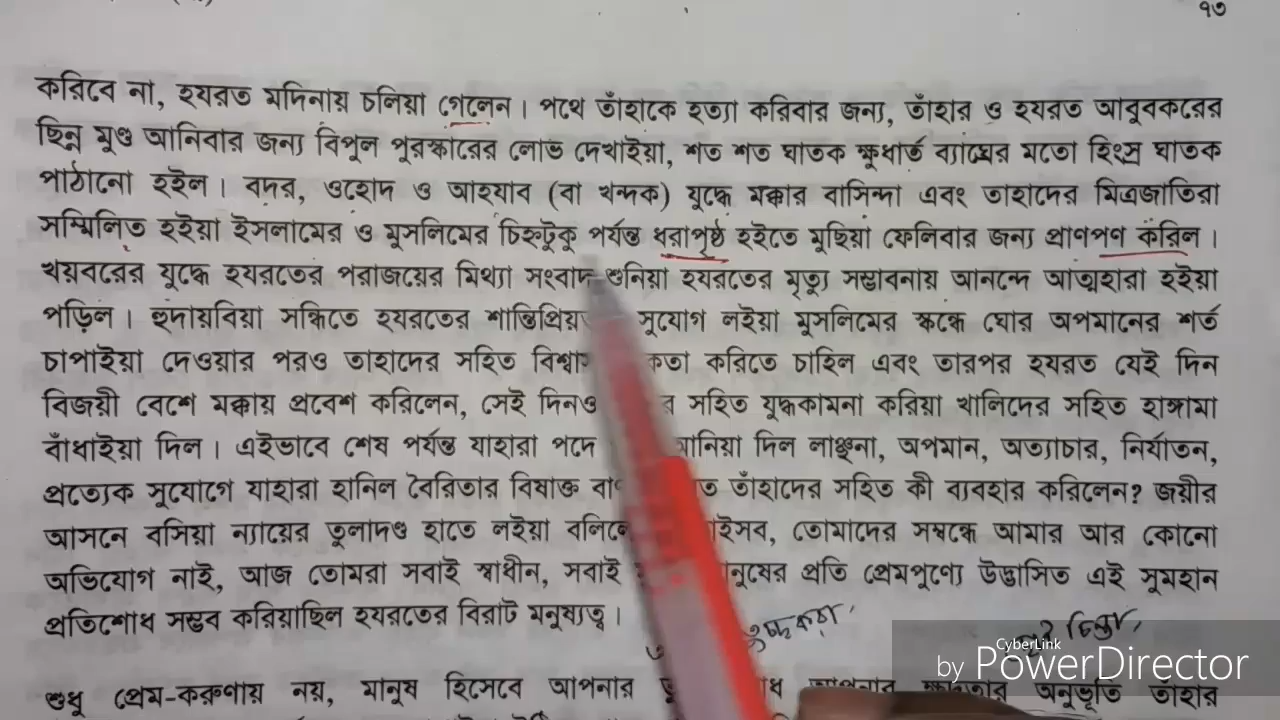 ১৩
করিবে না, হযরত মদিনায় চলিয়া গেলেন। পথে তাঁহাকে হত্যা করিবার জন্য, তাঁহার ও হযরত আবুবকরের
ছিন্ন মুণ্ড আনিবার জন্য বিপুল পুরস্কারের লোভ দেখাইয়া, শত শত ঘাতক ক্ষুধার্ত ব্যাঘ্রের মতো হিংস্র ঘাতক
পাঠানো হইল। বদর, ওহোদ ও আহযাব (বা খন্দক) যুদ্ধে মক্কার বাসিন্দা এবং তাহাদের মিত্রজাতিরা
সম্মিলিত হইয়া ইসলামের ও মুসলিমের চিহ্নটুকু পর্যন্ত ধরাপৃষ্ঠ হইতে মুছিয়া ফেলিবার জন্য প্রাণপণ করিল।
খয়বরের যুদ্ধে হযরতের পরাজয়ের মিথ্যা সংবাদ শুনিয়া হযরতের মৃত্যু সম্ভাবনায় আনন্দে আত্মহারা হইয়া
পড়িল। হুদায়বিয়া সন্ধিতে হযরতের সুযোগ লইয়া মুসলিমের স্কন্ধে ঘোর অপমানের শর্ত
চাপাইয়া দেওয়ার পরও তাহাদের সহিত করিতে চাহিল এবং তারপর হযরত যেই দিন
বিজয়ী বেশে মক্কায় প্রবেশ করিলেন, সেই দিনও সহিত যুদ্ধকামনা করিয়া খালিদের সহিত হাঙ্গামা
বাঁধাইয়া দিল। এইভাবে শেষ পর্যন্ত যাহারা পদে আনিয়া দিল লাঞ্ছনা, অপমান, অত্যাচার, নির্যাতন,
প্রত্যেক সুযোগে যাহারা হানিল বৈরিতার বিষাক্ত তাঁহাদের সহিত কী ব্যবহার করিলেন? জয়ীর
আসনে বসিয়া ন্যায়ের তুলাদণ্ড হাতে লইয়া তোমাদের সম্বন্ধে আমার আর কোনো
অভিযোগ নাই, আজ তোমরা সবাই স্বাধীন, সবাই প্রতি প্রেমপুণ্যে উদ্ভাসিত এই সুমহান
প্রতিশোধ সম্ভব করিয়াছিল হযরতের বিরাট মনুষ্যত্ব।
শুধু প্রেম-করুণায় নয়, মানুষ হিসেবে আপনার অনুভূতি তাঁহার
CyberLink
by PowerDirector